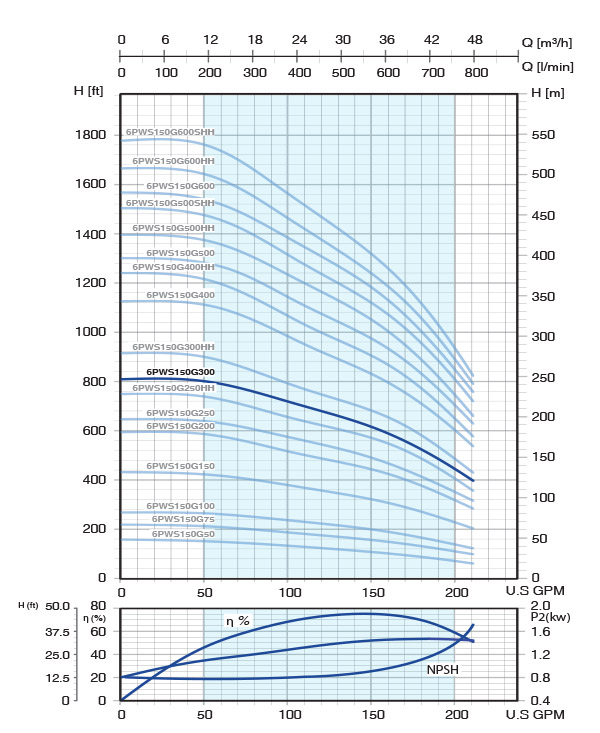 0 6 12 18 24 30 36 42 48 Q [m³/h]
0 100 200 300 400 500 600 700 800 Q [l/min]
H [ft] H [m]
6PWS1s0G600SHH
1800 550
6PWS1s0G600HH
500
1600 6PWS1s0G600
6PWS1s0Gs00SHH
450
1400 6PWS1s0Gs00HH
6PWS1s0Gs00 400
6PWS1s0G400HH
1200 6PWS1s0G400 350
1000 300
6PWS1s0G300HH
6PWS1s0G300 250
800 6PWS1s0G2s0HH
6PWS1s0G2s0 200
600 6PWS1s0G200
150
400 6PWS1s0G1s0
100
6PWS1s0G100
200 6PWS1s0G7s
6PWS1s0Gs0 50
0 0
0 50 100 150 200 U.S GPM
H (ft) 50.0 80 2.0
η (%) η % P2(kw)
37.5 60 1.6
25.0 40 1.2
NPSH
12.5 20 0.8
0 0 0.4
0 50 100 150 200 U.S GPM